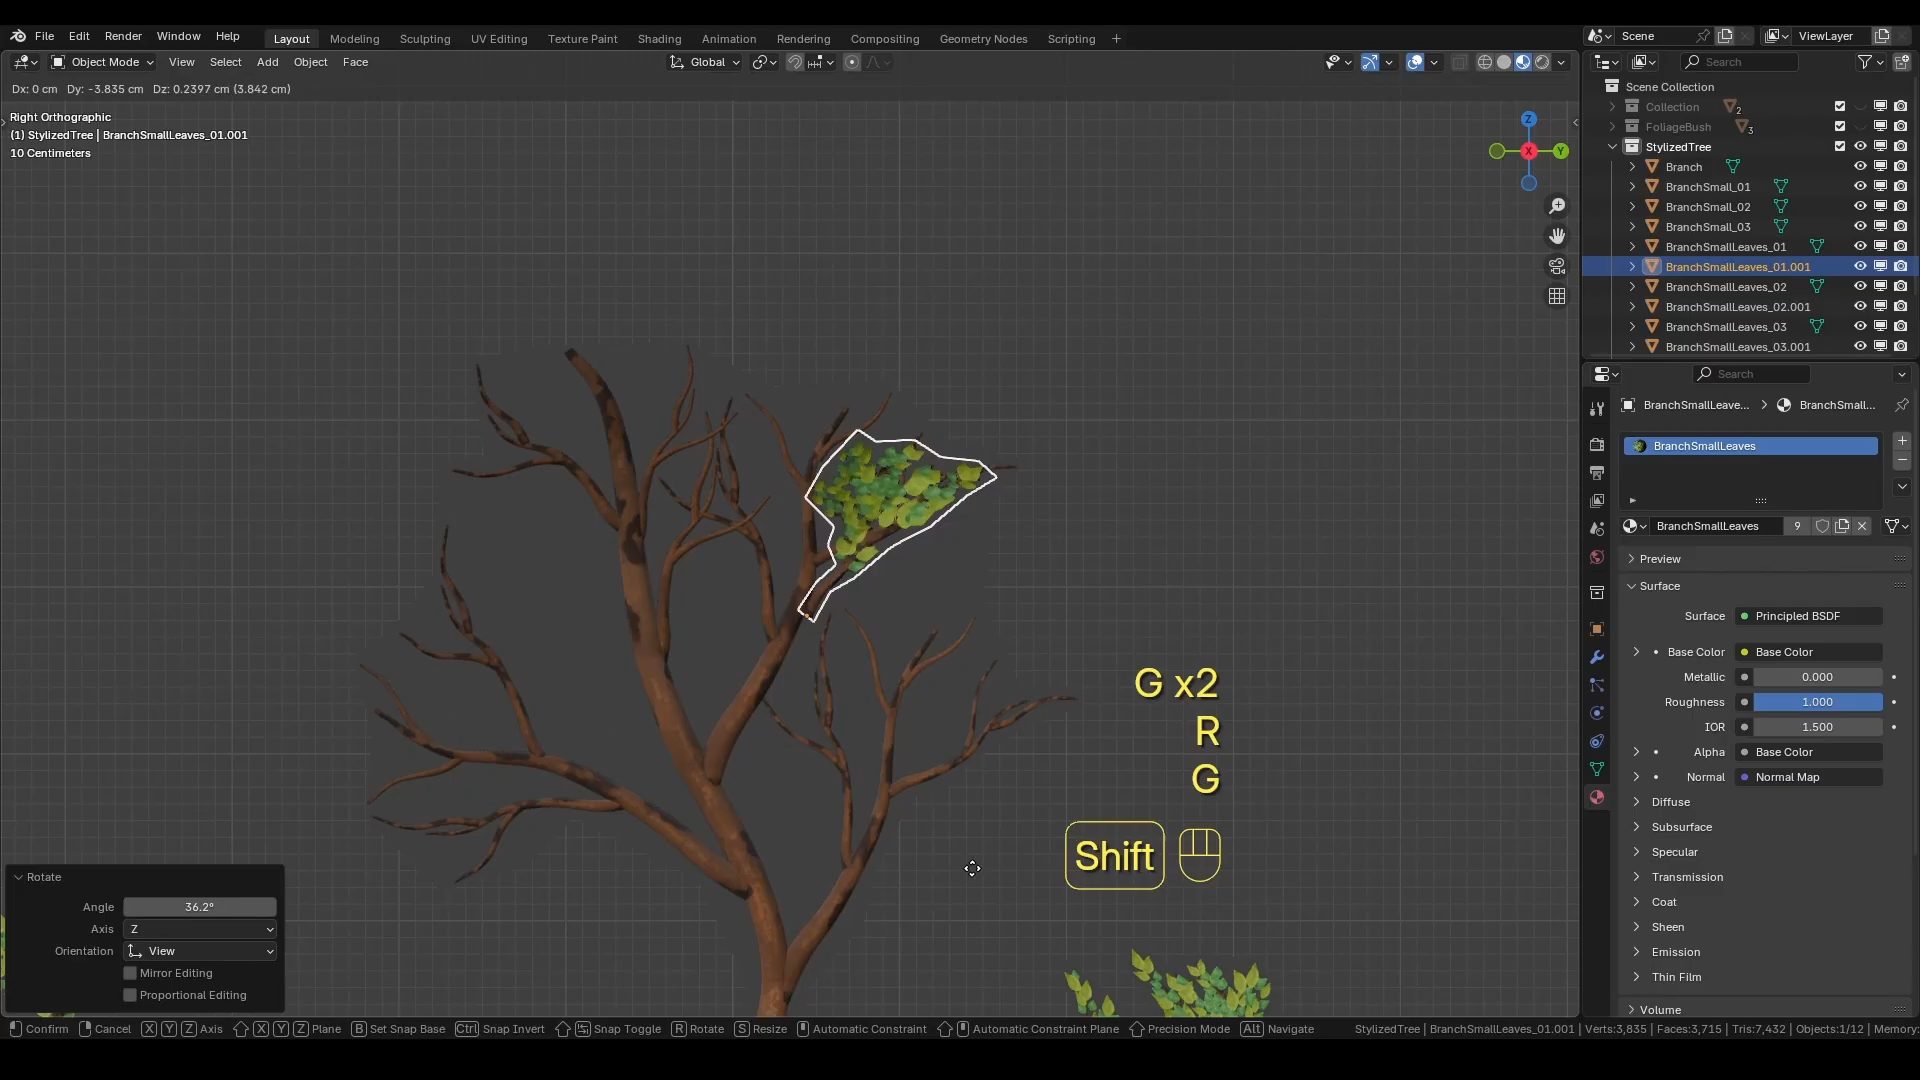 File Edit Render Window Help Layout Modeling Sculpting UV Editing Texture Paint Shading Animation Rendering Compositing Geometry Nodes Scripting + Scene ViewLayer
Object Mode View Select Add Object Face Global Search
Dx: 0 cm Dy: -3.835 cm Dz: 0.2397 cm (3.842 cm)
Right Orthographic
(1) StylizedTree | BranchSmallLeaves_01.001
10 Centimeters
Z
X
Y
Scene Collection
Collection 2
FoliageBush 3
StylizedTree
Branch
BranchSmall_01
BranchSmall_02
BranchSmall_03
BranchSmallLeaves_01
BranchSmallLeaves_01.001
BranchSmallLeaves_02
BranchSmallLeaves_02.001
BranchSmallLeaves_03
BranchSmallLeaves_03.001
Search
BranchSmallLeave... > BranchSmall...
BranchSmallLeaves
BranchSmallLeaves 9
Preview
Surface
Surface Principled BSDF
Base Color Base Color
Metallic 0.000
Roughness 1.000
IOR 1.500
Alpha Base Color
Normal Normal Map
Diffuse
Subsurface
Specular
Transmission
Coat
Sheen
Emission
Thin Film
Volume
G x2
R
G
Shift
Rotate
Angle 36.2°
Axis Z
Orientation View
Mirror Editing
Proportional Editing
Confirm Cancel X Y Z Axis X Y Z Plane B Set Snap Base Ctrl Snap Invert Snap Toggle R Rotate S Resize Automatic Constraint Automatic Constraint Plane Precision Mode Alt Navigate StylizedTree | BranchSmallLeaves_01.001 | Verts:3,835 | Faces:3,715 | Tris:7,432 | Objects:1/12 | Memory: